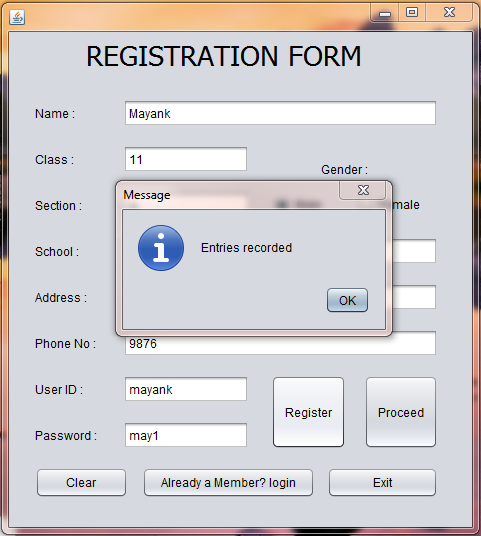 REGISTRATION FORM
Name : Mayank
Class : 11
Gender :
Message
Section :
School :
Entries recorded
Address :
OK
Phone No : 9876
User ID : mayank
Register Proceed
Password : may1
Clear Already a Member? login Exit